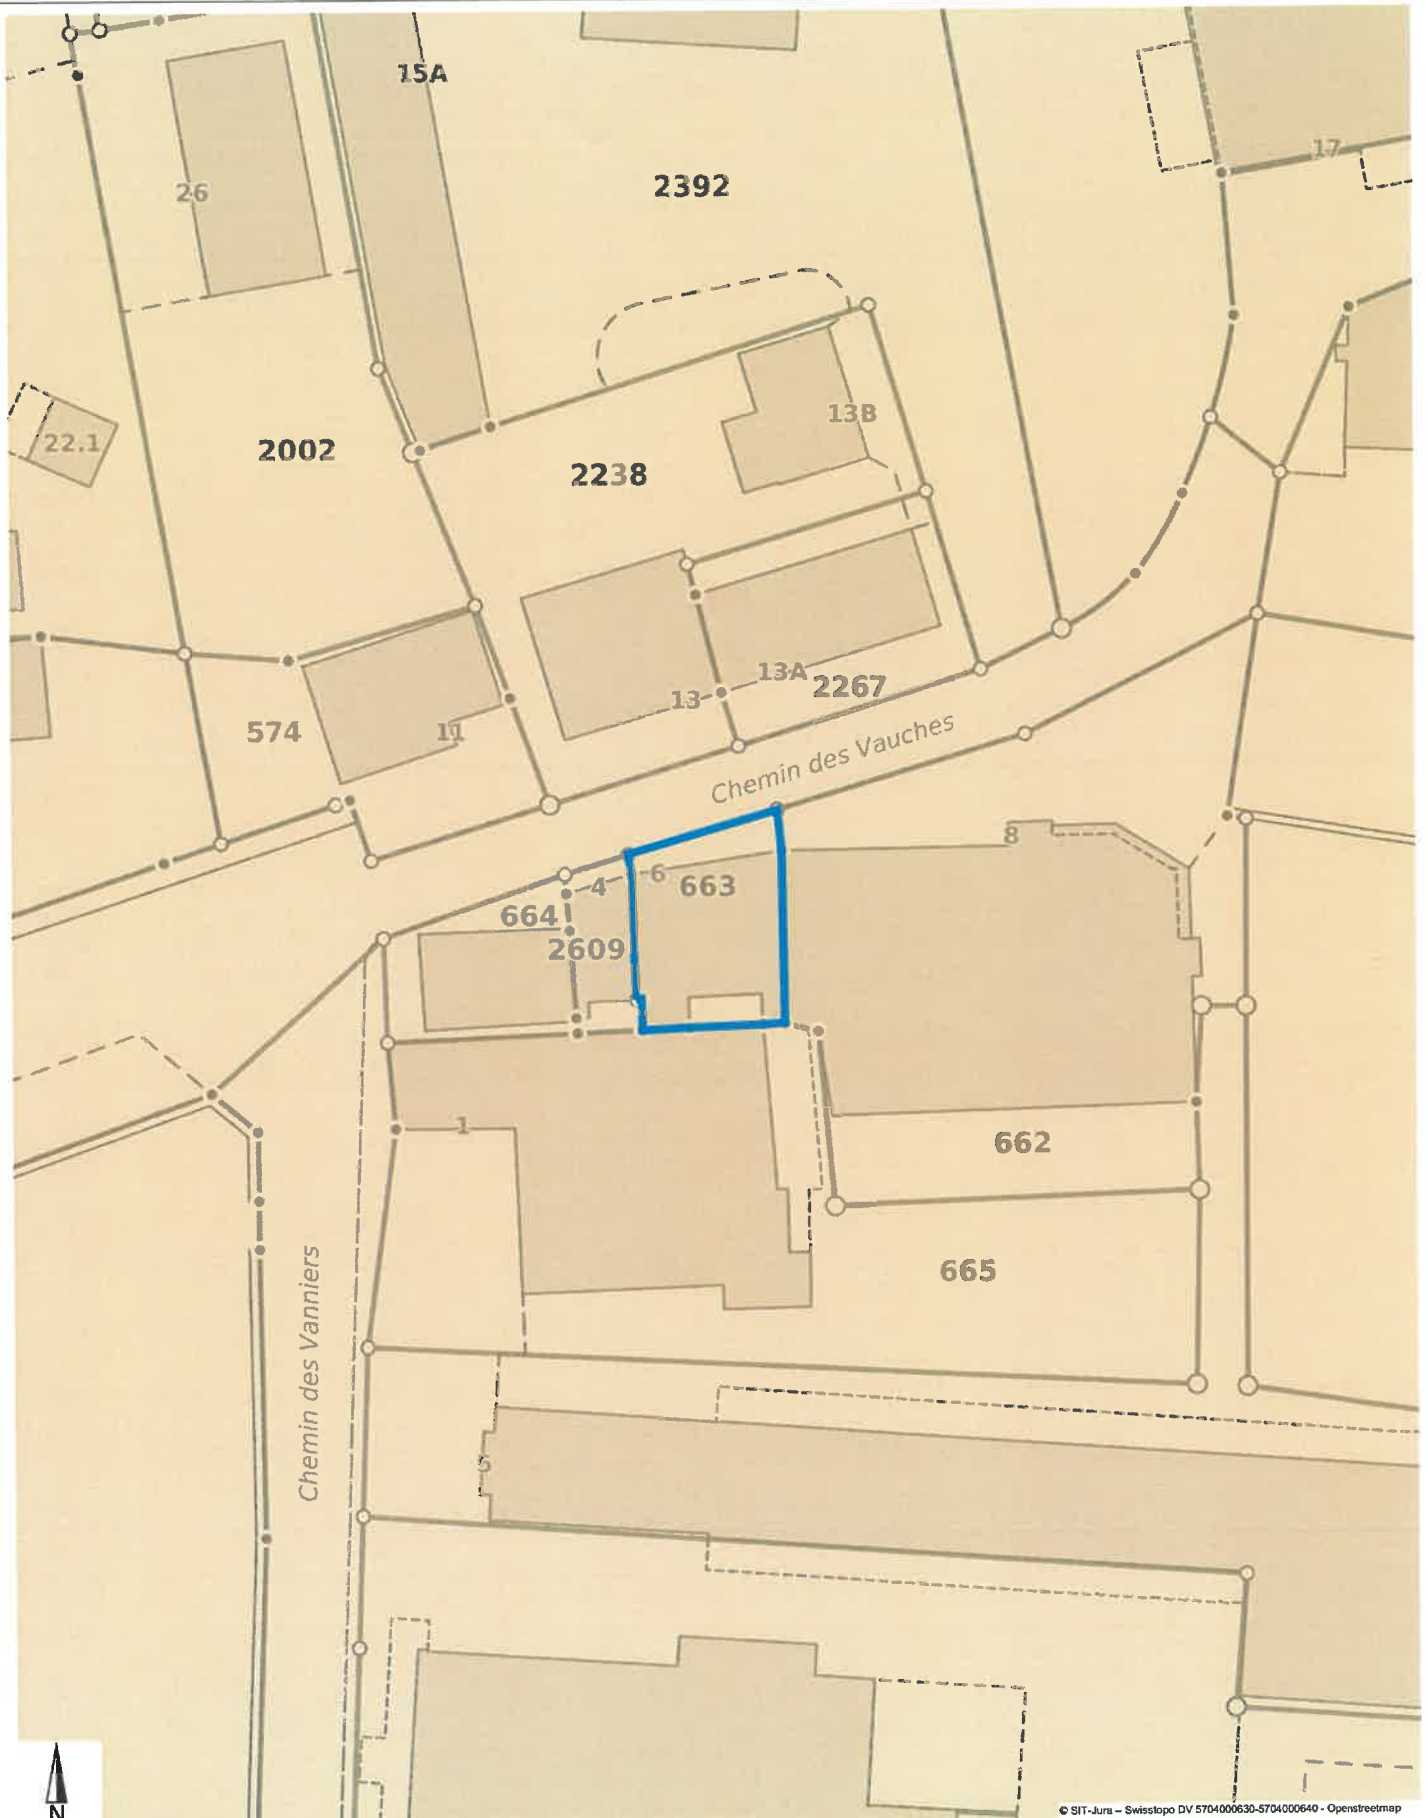 15A
2392
17
26
13B
22.1
2002
2238
13A
2267
13
574
11
Chemin des Vauches
8
6
663
4
664
2609
1
662
665
Chemin des Vanniers
5
N
© SIT-Jura – Swisstopo DV 5704000630-5704000640 - Openstreetmap